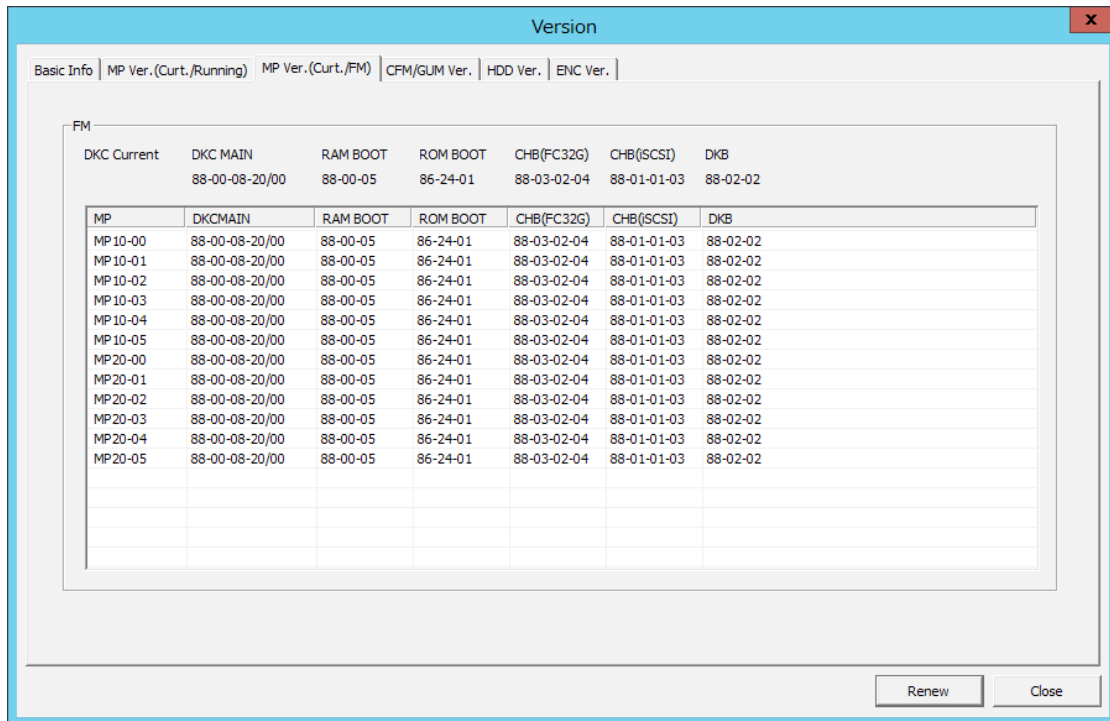 Version
x
Basic Info MP Ver.(Curt./Running) MP Ver.(Curt./FM) CFM/GUM Ver. HDD Ver. ENC Ver.
FM
DKC Current DKC MAIN RAM BOOT ROM BOOT CHB(FC32G) CHB(iSCSI) DKB
88-00-08-20/00 88-00-05 86-24-01 88-03-02-04 88-01-01-03 88-02-02
MP DKCMAIN RAM BOOT ROM BOOT CHB(FC32G) CHB(iSCSI) DKB
MP10-00 88-00-08-20/00 88-00-05 86-24-01 88-03-02-04 88-01-01-03 88-02-02
MP10-01 88-00-08-20/00 88-00-05 86-24-01 88-03-02-04 88-01-01-03 88-02-02
MP10-02 88-00-08-20/00 88-00-05 86-24-01 88-03-02-04 88-01-01-03 88-02-02
MP10-03 88-00-08-20/00 88-00-05 86-24-01 88-03-02-04 88-01-01-03 88-02-02
MP10-04 88-00-08-20/00 88-00-05 86-24-01 88-03-02-04 88-01-01-03 88-02-02
MP10-05 88-00-08-20/00 88-00-05 86-24-01 88-03-02-04 88-01-01-03 88-02-02
MP20-00 88-00-08-20/00 88-00-05 86-24-01 88-03-02-04 88-01-01-03 88-02-02
MP20-01 88-00-08-20/00 88-00-05 86-24-01 88-03-02-04 88-01-01-03 88-02-02
MP20-02 88-00-08-20/00 88-00-05 86-24-01 88-03-02-04 88-01-01-03 88-02-02
MP20-03 88-00-08-20/00 88-00-05 86-24-01 88-03-02-04 88-01-01-03 88-02-02
MP20-04 88-00-08-20/00 88-00-05 86-24-01 88-03-02-04 88-01-01-03 88-02-02
MP20-05 88-00-08-20/00 88-00-05 86-24-01 88-03-02-04 88-01-01-03 88-02-02
Renew Close